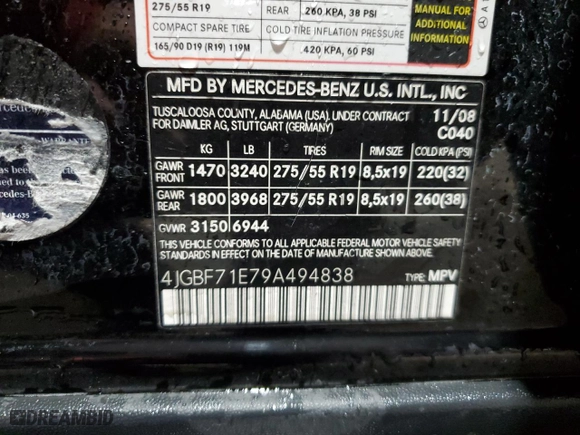 275/55 R19 REAR 260 KPA, 38 PSI
COMPACT SPARE TIRE COLD TIRE INFLATION PRESSURE
165/90 D19 (R19) 119M 420 KPA, 60 PSI
MANUAL FOR
ADDITIONAL
INFORMATION
MFD BY MERCEDES-BENZ U.S. INTL., INC
TUSCALOOSA COUNTY, ALABAMA (USA), UNDER CONTRACT
FOR DAIMLER AG, STUTTGART (GERMANY)
11/08
C040
KG LB TIRES RIM SIZE COLD KPA (PSI)
GAWR FRONT 1470 3240 275/55 R19 8,5x19 220(32)
GAWR REAR 1800 3968 275/55 R19 8,5x19 260(38)
GVWR 3150 6944
THIS VEHICLE CONFORMS TO ALL APPLICABLE FEDERAL MOTOR VEHICLE SAFETY
STANDARDS IN EFFECT ON THE DATE OF MANUFACTURE SHOWN ABOVE.
4JGBF71E79A494838 TYPE: MPV
WARRANTY
as been
DREAMBID